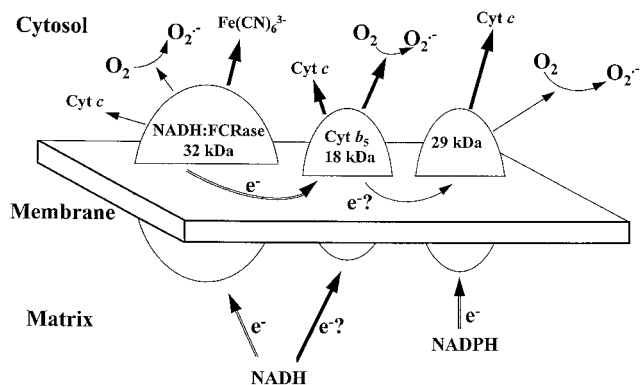 Cytosol
Fe(CN)₆³⁻
Cyt c
O₂
O₂·⁻
O₂
O₂·⁻
Cyt c
O₂
O₂·⁻
Cyt c
NADH:FCRase
32 kDa
Cyt b₅
18 kDa
29 kDa
e⁻
e⁻?
Membrane
Matrix
e⁻
e⁻?
e⁻
NADH
NADPH